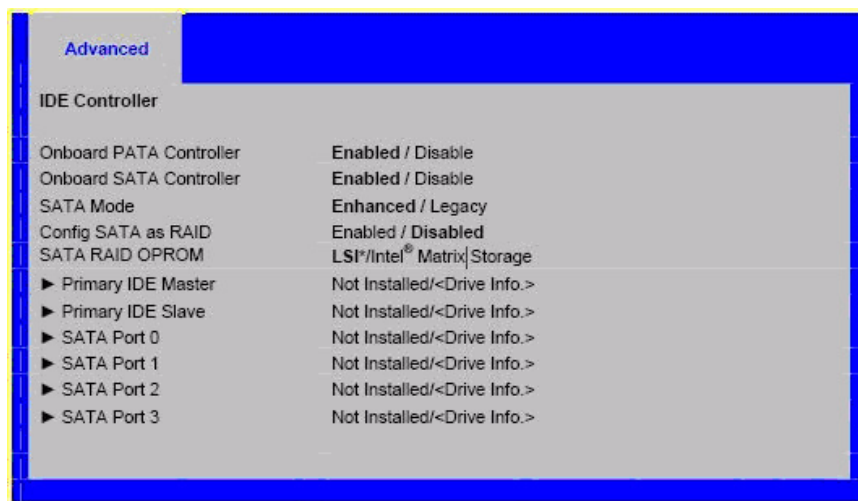 Advanced
IDE Controller
Onboard PATA Controller Enabled / Disable
Onboard SATA Controller Enabled / Disable
SATA Mode Enhanced / Legacy
Config SATA as RAID Enabled / Disabled
SATA RAID OPROM LSI*/Intel® Matrix Storage
► Primary IDE Master Not Installed/<Drive Info.>
► Primary IDE Slave Not Installed/<Drive Info.>
► SATA Port 0 Not Installed/<Drive Info.>
► SATA Port 1 Not Installed/<Drive Info.>
► SATA Port 2 Not Installed/<Drive Info.>
► SATA Port 3 Not Installed/<Drive Info.>